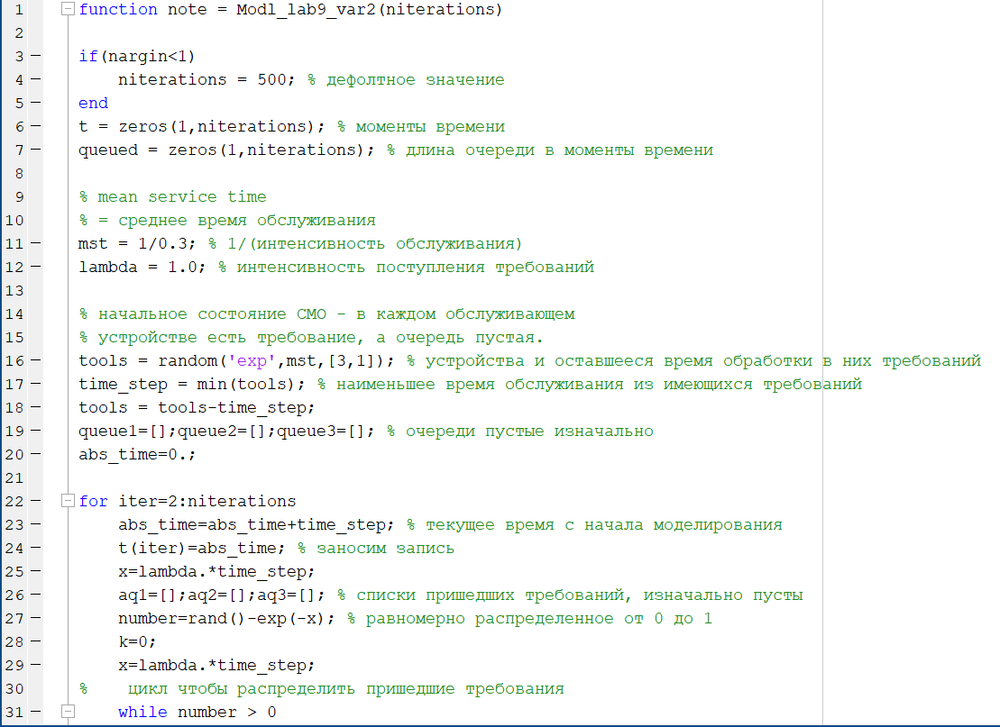 1 function note = Modl_lab9_var2(niterations)
2
3 if(nargin<1)
4 niterations = 500; % дефолтное значение
5 end
6 t = zeros(1,niterations); % моменты времени
7 queued = zeros(1,niterations); % длина очереди в моменты времени
8
9 % mean service time
10 % = среднее время обслуживания
11 mst = 1/0.3; % 1/(интенсивность обслуживания)
12 lambda = 1.0; % интенсивность поступления требований
13
14 % начальное состояние СМО - в каждом обслуживающем
15 % устройстве есть требование, а очередь пустая.
16 tools = random('exp',mst,[3,1]); % устройства и оставшееся время обработки в них требований
17 time_step = min(tools); % наименьшее время обслуживания из имеющихся требований
18 tools = tools-time_step;
19 queue1=[];queue2=[];queue3=[]; % очереди пустые изначально
20 abs_time=0.;
21
22 for iter=2:niterations
23 abs_time=abs_time+time_step; % текущее время с начала моделирования
24 t(iter)=abs_time; % заносим запись
25 x=lambda.*time_step;
26 aq1=[];aq2=[];aq3=[]; % списки пришедших требований, изначально пусты
27 number=rand()-exp(-x); % равномерно распределенное от 0 до 1
28 k=0;
29 x=lambda.*time_step;
30 % цикл чтобы распределить пришедшие требования
31 while number > 0